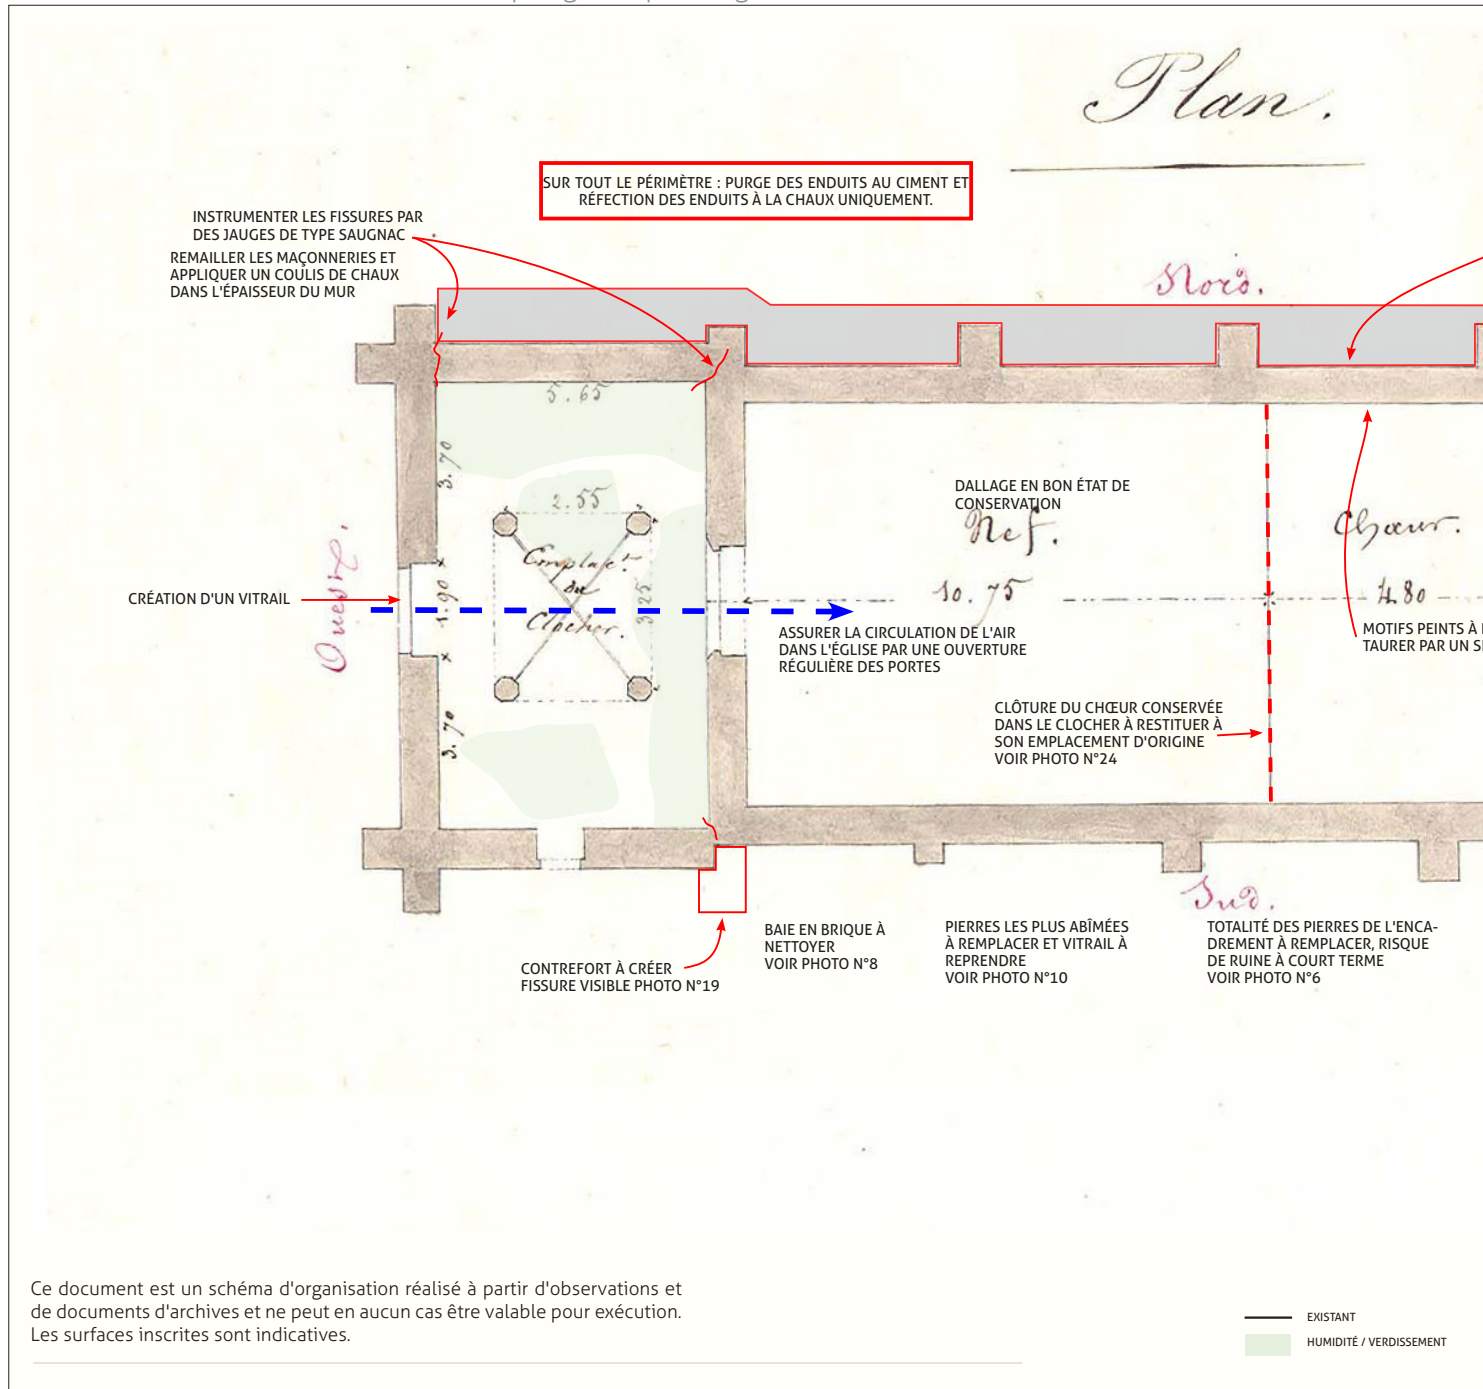 Plan.
SUR TOUT LE PÉRIMÈTRE : PURGE DES ENDUITS AU CIMENT ET
RÉFECTION DES ENDUITS À LA CHAUX UNIQUEMENT.
INSTRUMENTER LES FISSURES PAR
DES JAUGES DE TYPE SAUGNAC
REMAILLER LES MAÇONNERIES ET
APPLIQUER UN COULIS DE CHAUX
DANS L'ÉPAISSEUR DU MUR
Nord.
5.65
3.70
2.55
DALLAGE EN BON ÉTAT DE
CONSERVATION
Nef.
Chœur.
Emplact.
du
Clocher.
3.25
1.90
Ouest.
CRÉATION D'UN VITRAIL
10.75
4.80
ASSURER LA CIRCULATION DE L'AIR
DANS L'ÉGLISE PAR UNE OUVERTURE
RÉGULIÈRE DES PORTES
MOTIFS PEINTS À
TAURER PAR UN
3.70
CLÔTURE DU CHŒUR CONSERVÉE
DANS LE CLOCHER À RESTITUER À
SON EMPLACEMENT D'ORIGINE
VOIR PHOTO N°24
Sud.
CONTREFORT À CRÉER
FISSURE VISIBLE PHOTO N°19
BAIE EN BRIQUE À
NETTOYER
VOIR PHOTO N°8
PIERRES LES PLUS ABÎMÉES
À REMPLACER ET VITRAIL À
REPRENDRE
VOIR PHOTO N°10
TOTALITÉ DES PIERRES DE L'ENCA-
DREMENT À REMPLACER, RISQUE
DE RUINE À COURT TERME
VOIR PHOTO N°6
Ce document est un schéma d'organisation réalisé à partir d'observations et
de documents d'archives et ne peut en aucun cas être valable pour exécution.
Les surfaces inscrites sont indicatives.
EXISTANT
HUMIDITÉ / VERDISSEMENT